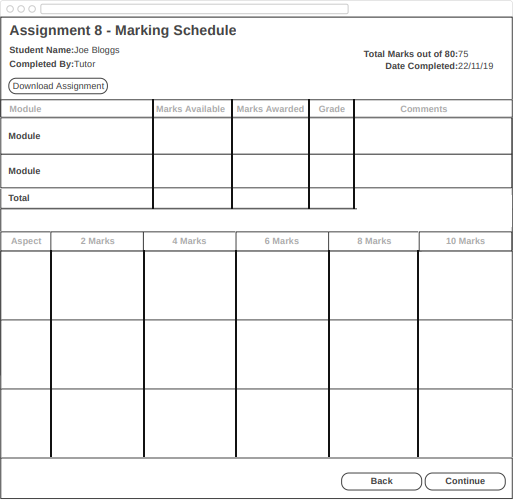 Assignment 8 - Marking Schedule
Student Name:Joe Bloggs
Total Marks out of 80:75
Completed By:Tutor
Date Completed:22/11/19
Download Assignment
Module Marks Available Marks Awarded Grade Comments
Module
Module
Total
Aspect 2 Marks 4 Marks 6 Marks 8 Marks 10 Marks
Back Continue